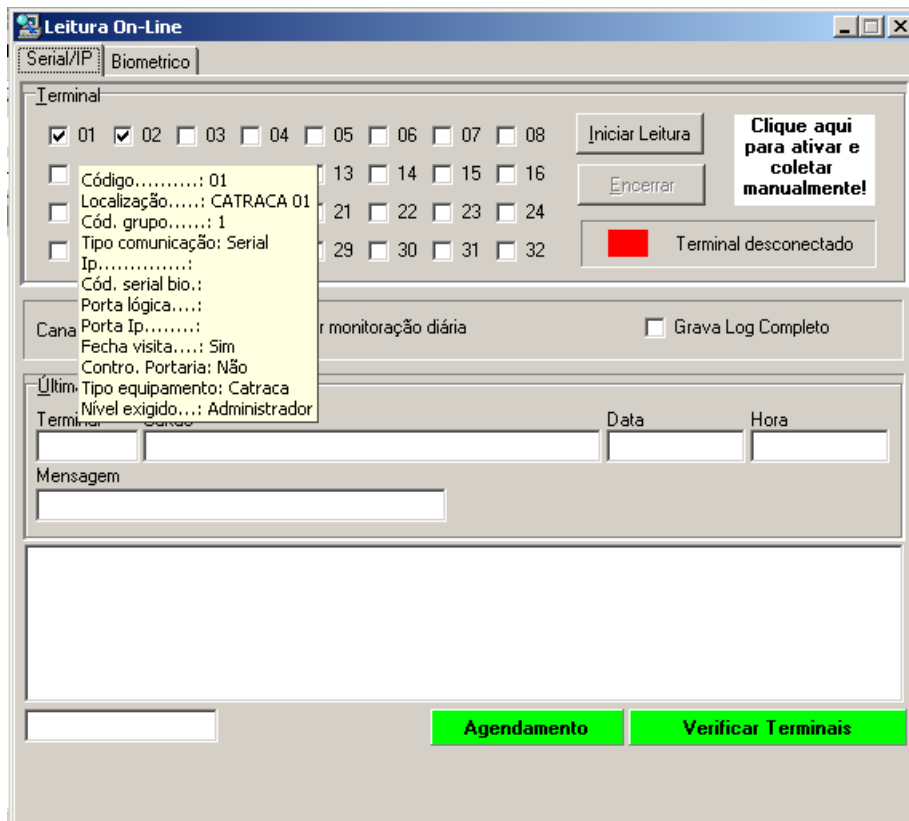 Leitura On-Line
Serial/IP Biometrico
Terminal
01 02 03 04 05 06 07 08 Iniciar Leitura
Clique aqui
para ativar e
coletar
manualmente!
13 14 15 16 Encerrar
21 22 23 24
29 30 31 32 Terminal desconectado
Código..........: 01
Localização.....: CATRACA 01
Cód. grupo......: 1
Tipo comunicação: Serial
Ip..............:
Cód. serial bio.:
Porta lógica....:
Porta Ip........:
Fecha visita....: Sim
Contro. Portaria: Não
Tipo equipamento: Catraca
Nível exigido...: Administrador
monitoração diária Grava Log Completo
Terminal Data Hora
Mensagem
Agendamento Verificar Terminais